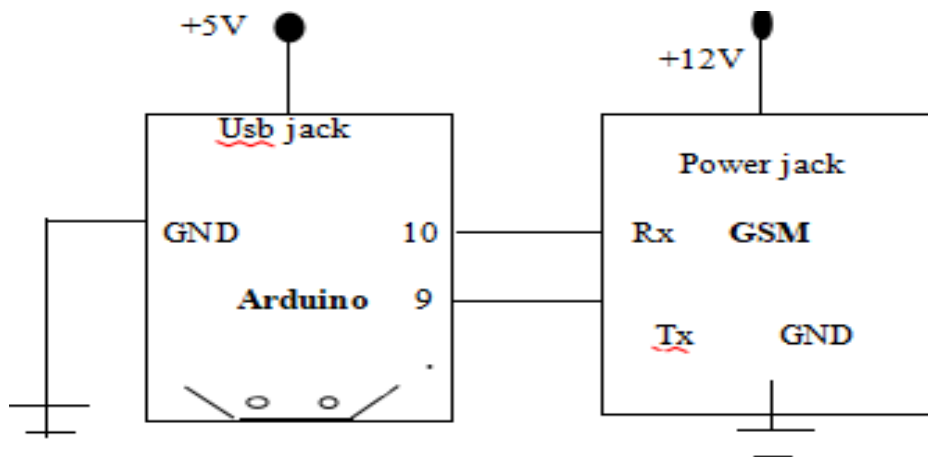 +5V
+12V
Usb jack
Power jack
GND
10
Rx
GSM
Arduino
9
Tx
GND